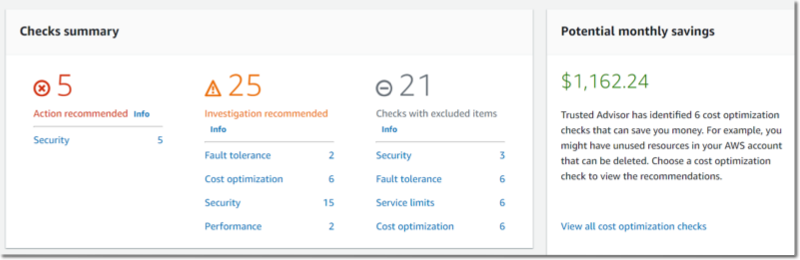 Checks summary
5
Action recommended Info
Security 5
25
Investigation recommended
Info
Fault tolerance 2
Cost optimization 6
Security 15
Performance 2
21
Checks with excluded items
Info
Security 3
Fault tolerance 6
Service limits 6
Cost optimization 6
Potential monthly savings
$1,162.24
Trusted Advisor has identified 6 cost optimization
checks that can save you money. For example, you
might have unused resources in your AWS account
that can be deleted. Choose a cost optimization
check to view the recommendations.
View all cost optimization checks